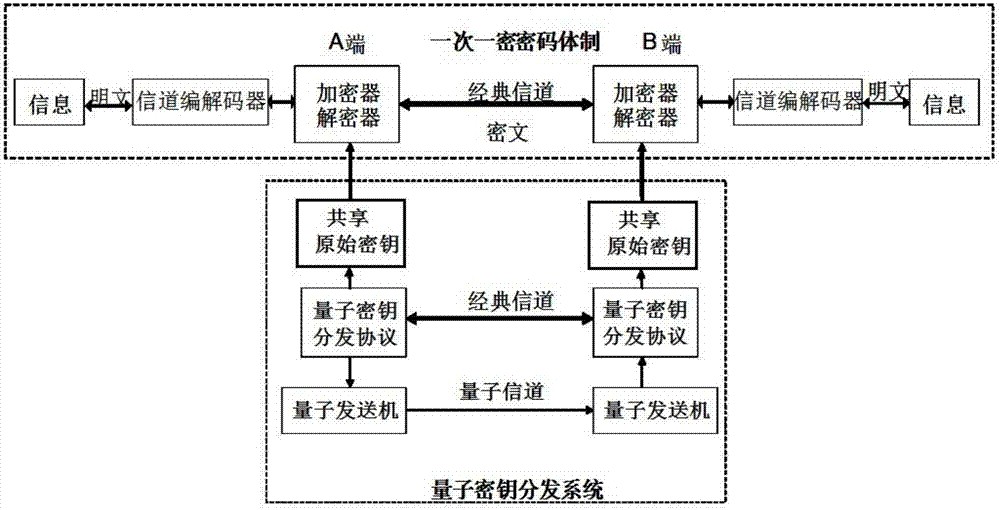 A端 一次一密密码体制 B端
信息 明文 信道编解码器 加密器 经典信道 加密器 信道编解码器 明文 信息
解密器 密文 解密器
共享 共享
原始密钥 原始密钥
量子密钥 经典信道 量子密钥
分发协议 分发协议
量子发送机 量子信道 量子发送机
量子密钥分发系统